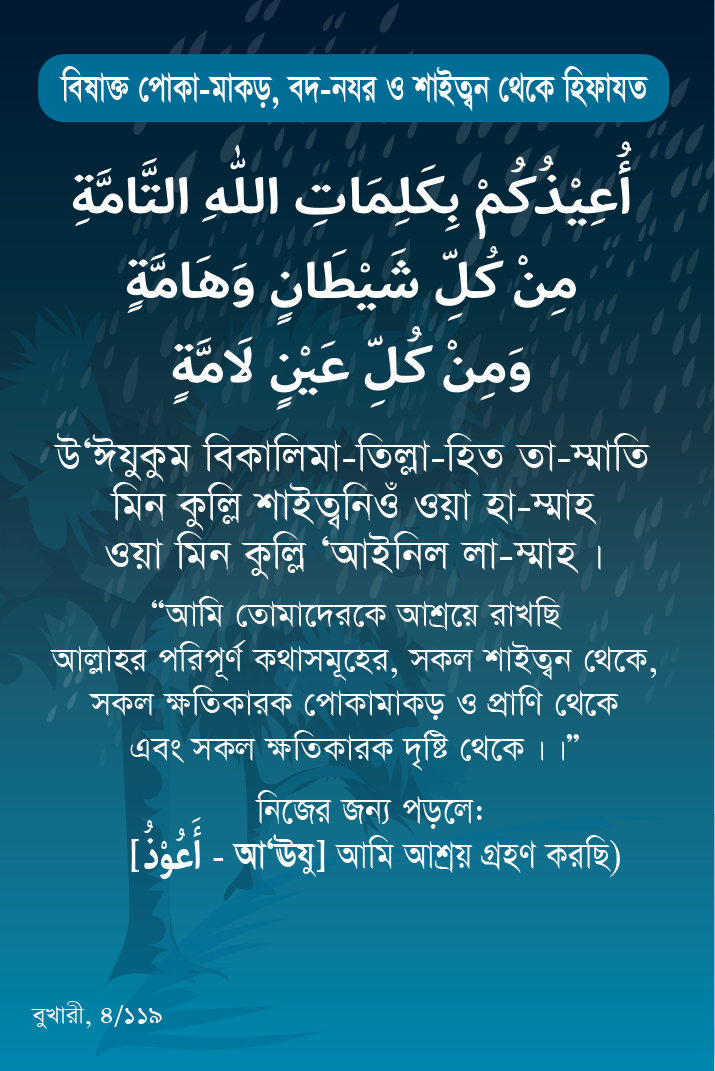 বিষাক্ত পোকা-মাকড়, বদ-নযর ও শাইত্বন থেকে হিফাযত
أُعِيْذُكُمْ بِكَلِمَاتِ اللّٰهِ التَّامَّةِ
مِنْ كُلِّ شَيْطَانٍ وَهَامَّةٍ
وَمِنْ كُلِّ عَيْنٍ لَامَّةٍ
উ‘ঈযুকুম বিকালিমা-তিল্লা-হিত তা-ম্মাতি
মিন কুল্লি শাইত্বনিওঁ ওয়া হা-ম্মাহ
ওয়া মিন কুল্লি ‘আইনিল লা-ম্মাহ ।
“আমি তোমাদেরকে আশ্রয়ে রাখছি
আল্লাহর পরিপূর্ণ কথাসমূহের, সকল শাইত্বন থেকে,
সকল ক্ষতিকারক পোকামাকড় ও প্রাণি থেকে
এবং সকল ক্ষতিকারক দৃষ্টি থেকে । ।”
নিজের জন্য পড়লে:
[أَعُوْذُ - আ‘ঊযু] আমি আশ্রয় গ্রহণ করছি)
বুখারী, ৪/১১৯